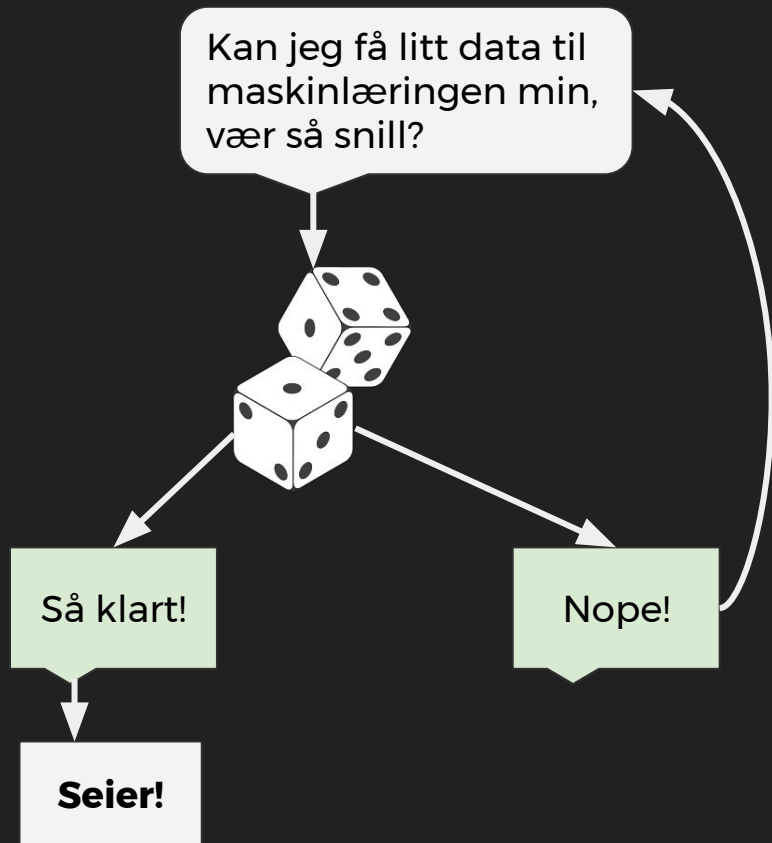 Kan jeg få litt data til
maskinlæringen min,
vær så snill?
Så klart!
Nope!
Seier!